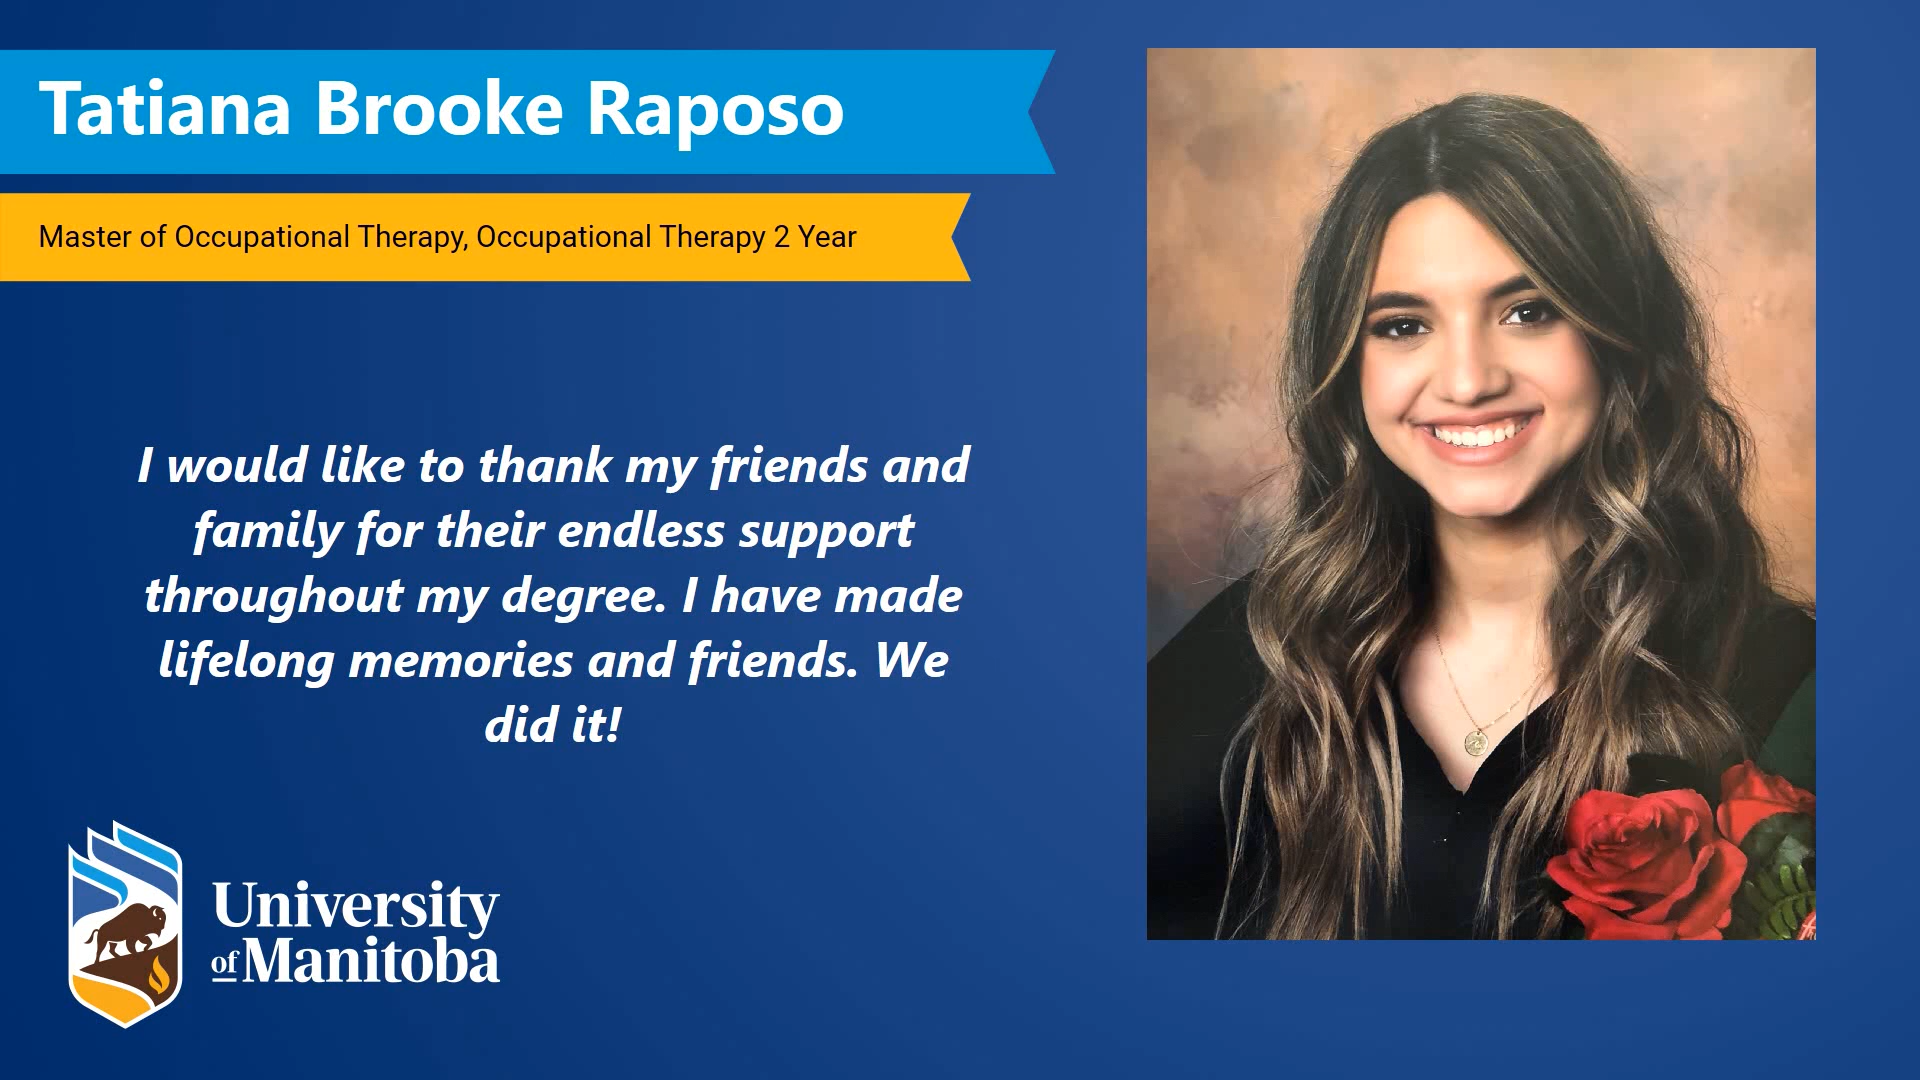 Tatiana Brooke Raposo
Master of Occupational Therapy, Occupational Therapy 2 Year
I would like to thank my friends and
family for their endless support
throughout my degree. I have made
lifelong memories and friends. We
did it!
University
of Manitoba